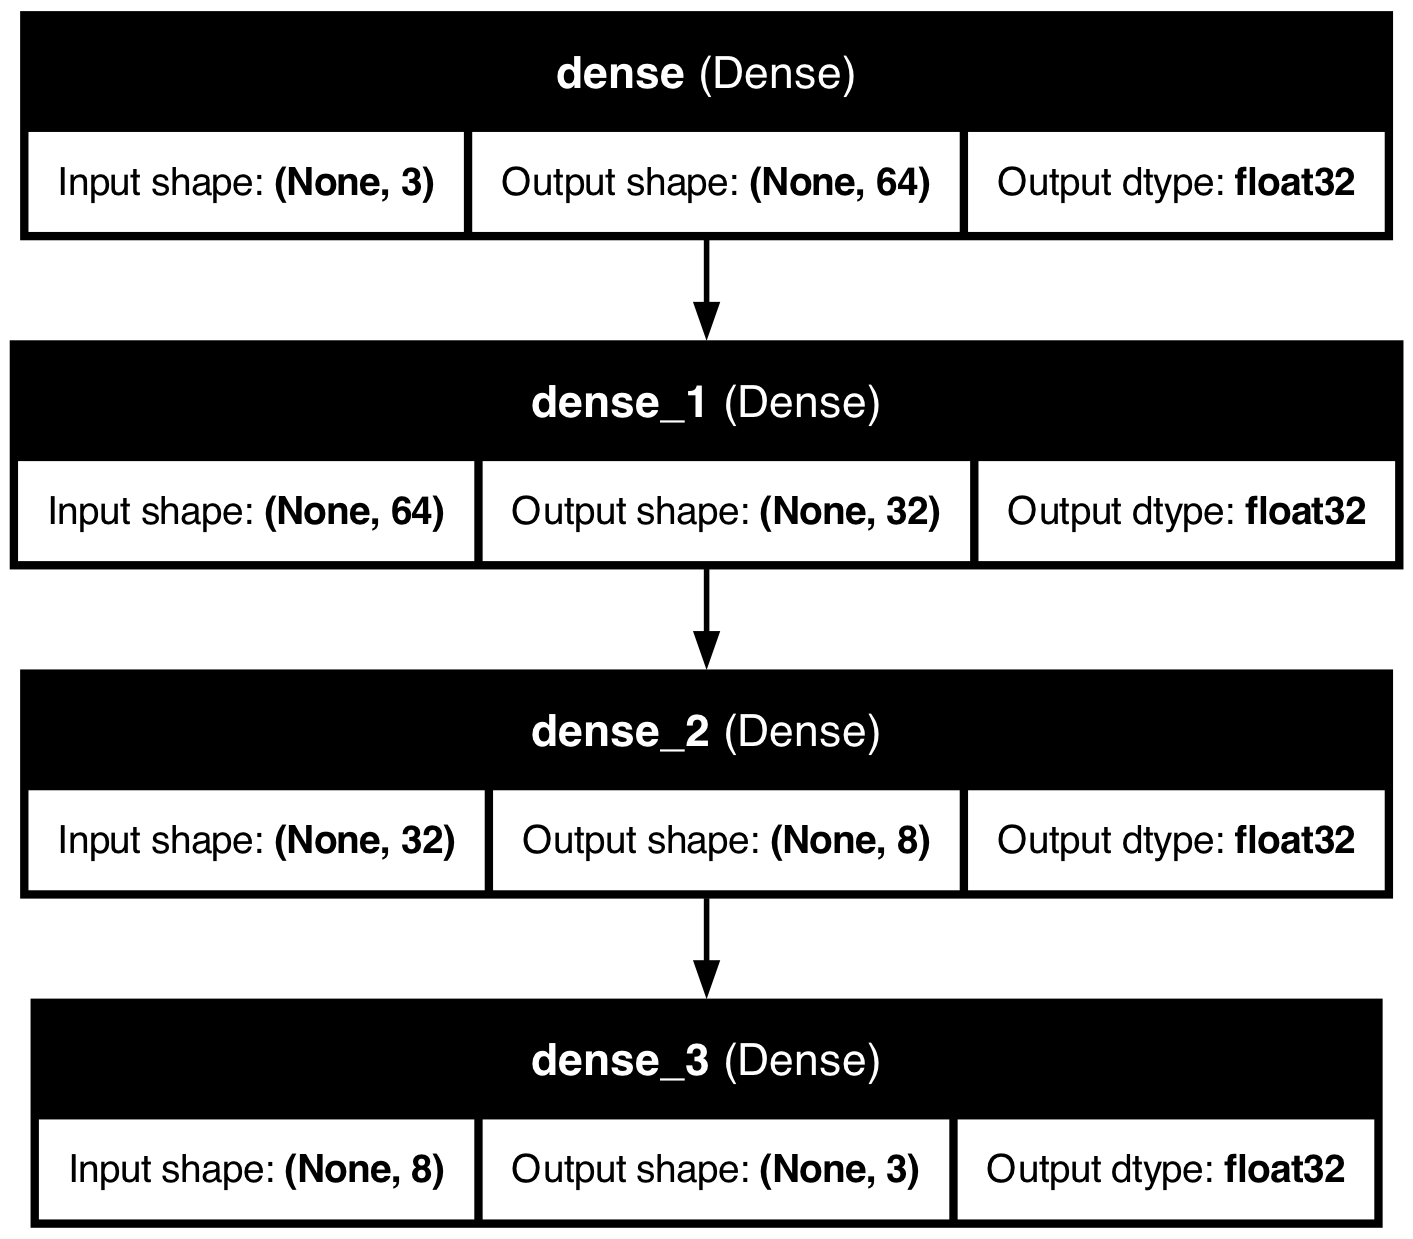 dense (Dense)
Input shape: (None, 3) Output shape: (None, 64) Output dtype: float32
dense_1 (Dense)
Input shape: (None, 64) Output shape: (None, 32) Output dtype: float32
dense_2 (Dense)
Input shape: (None, 32) Output shape: (None, 8) Output dtype: float32
dense_3 (Dense)
Input shape: (None, 8) Output shape: (None, 3) Output dtype: float32